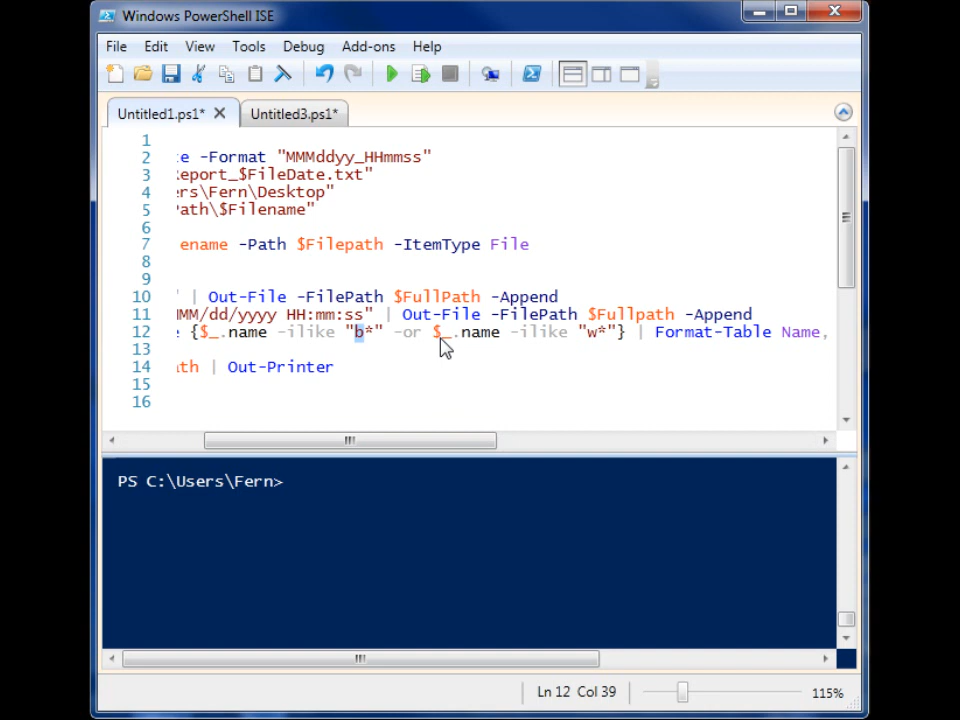 Windows PowerShell ISE
File Edit View Tools Debug Add-ons Help
Untitled1.ps1* Untitled3.ps1*
1
2 te -Format "MMMddyy_HHmmss"
3 Report_$FileDate.txt"
4 ers\Fern\Desktop"
5 Path\$Filename"
6
7 ename -Path $Filepath -ItemType File
8
9
10 " | Out-File -FilePath $FullPath -Append
11 MM/dd/yyyy HH:mm:ss" | Out-File -FilePath $Fullpath -Append
12 e {$_.name -ilike "b*" -or $_.name -ilike "w*"} | Format-Table Name,
13
14 ath | Out-Printer
15
16
PS C:\Users\Fern>
Ln 12 Col 39 115%